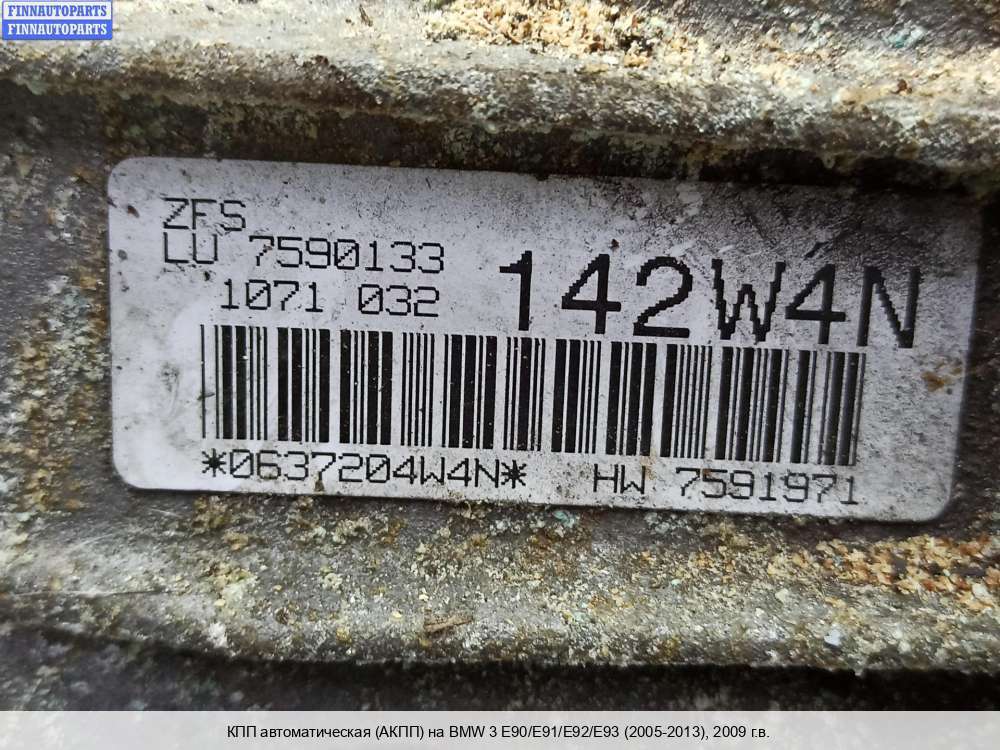 FINNAUTOPARTS
FINNAUTOPARTS
ZFS
LU 7590133
1071 032
142W4N
*0637204W4N* HW 7591971
КПП автоматическая (АКПП) на BMW 3 E90/E91/E92/E93 (2005-2013), 2009 г.в.